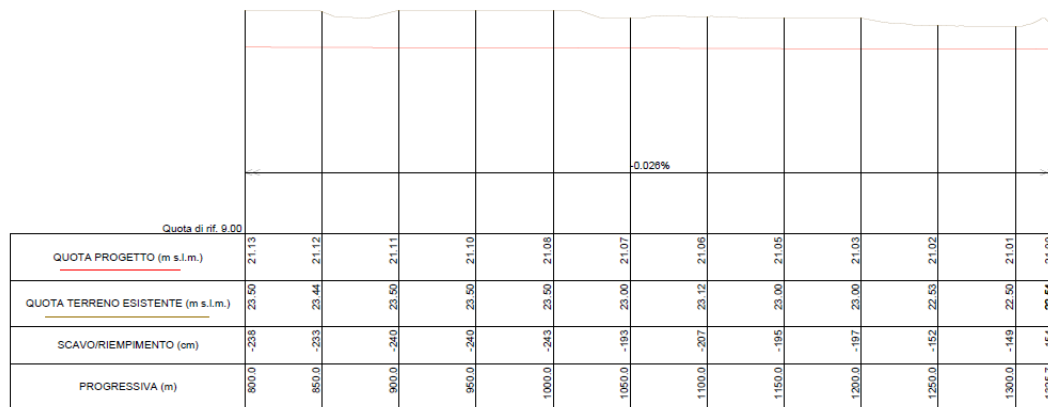 -0.026%
Quota di rif. 9.00
QUOTA PROGETTO (m s.l.m.) 21.13 21.12 21.11 21.10 21.08 21.07 21.06 21.05 21.03 21.02 21.01
QUOTA TERRENO ESISTENTE (m s.l.m.) 23.50 23.44 23.50 23.50 23.50 23.00 23.12 23.00 23.00 22.53 22.50
SCAVO/RIEMPIMENTO (cm) -238 -233 -240 -240 -243 -193 -207 -195 -197 -152 -149
PROGRESSIVA (m) 800.0 850.0 900.0 950.0 1000.0 1050.0 1100.0 1150.0 1200.0 1250.0 1300.0